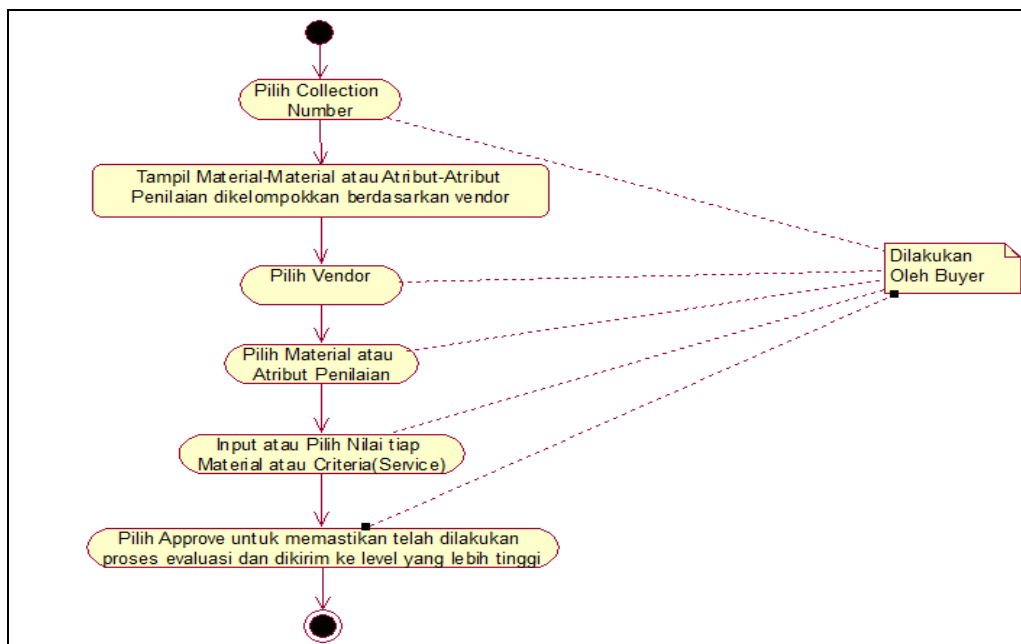 Pilih Collection
Number
Tampil Material-Material atau Atribut-Atribut
Penilaian dikelompokkan berdasarkan vendor
Pilih Vendor
Dilakukan
Oleh Buyer
Pilih Material atau
Atribut Penilaian
Input atau Pilih Nilai tiap
Material atau Criteria(Service)
Pilih Approve untuk memastikan telah dilakukan
proses evaluasi dan dikirim ke level yang lebih tinggi